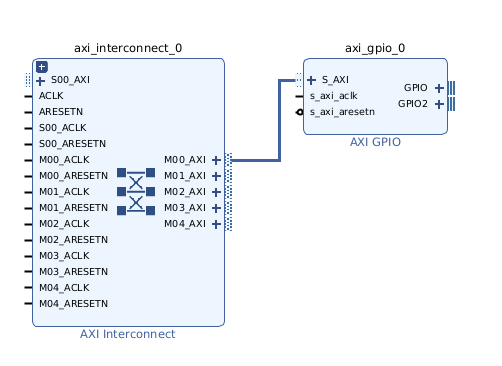 axi_interconnect_0
S00_AXI
ACLK
ARESETN
S00_ACLK
S00_ARESETN
M00_ACLK
M00_ARESETN
M01_ACLK
M01_ARESETN
M02_ACLK
M02_ARESETN
M03_ACLK
M03_ARESETN
M04_ACLK
M04_ARESETN
M00_AXI
M01_AXI
M02_AXI
M03_AXI
M04_AXI
AXI Interconnect
axi_gpio_0
S_AXI
s_axi_aclk
s_axi_aresetn
GPIO
GPIO2
AXI GPIO